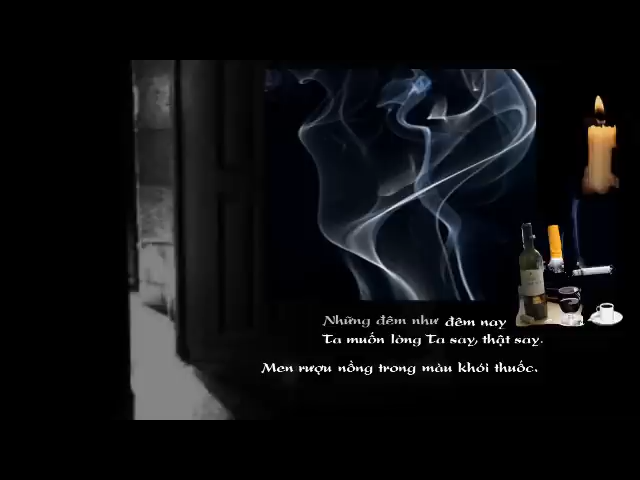 Những đêm như đêm nay
Ta muốn lòng Ta say, thật say.
Men rượu nồng trong màu khói thuốc.